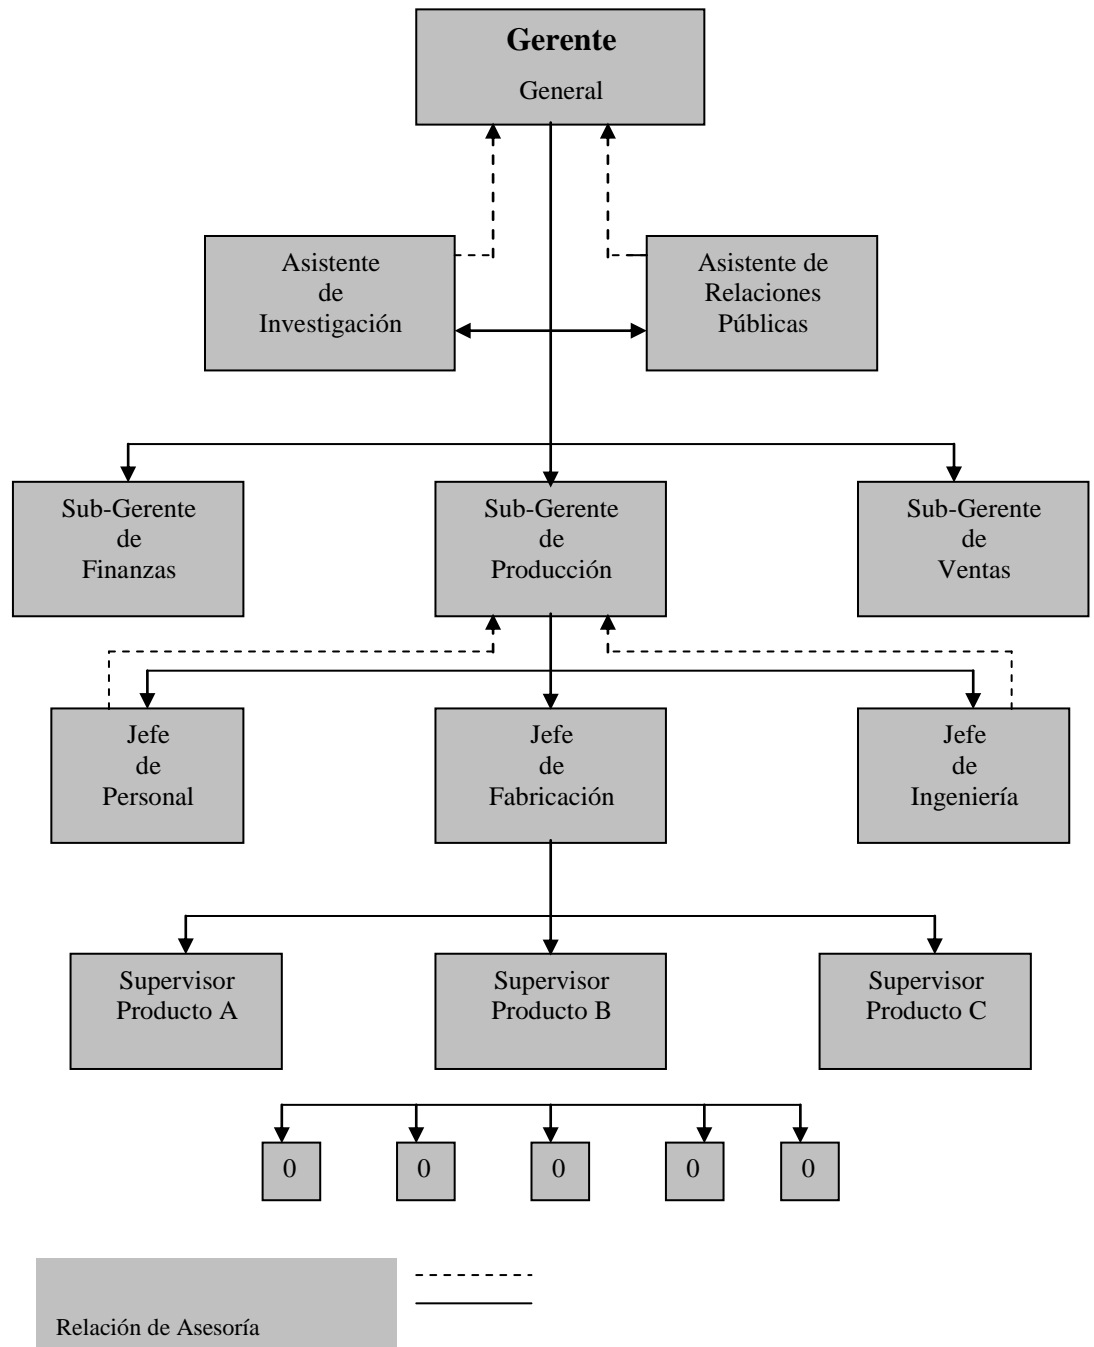 Gerente
General
Asistente
de
Investigación
Asistente de
Relaciones
Públicas
Sub-Gerente
de
Finanzas
Sub-Gerente
de
Producción
Sub-Gerente
de
Ventas
Jefe
de
Personal
Jefe
de
Fabricación
Jefe
de
Ingeniería
Supervisor
Producto A
Supervisor
Producto B
Supervisor
Producto C
0
0
0
0
0
Relación de Asesoría